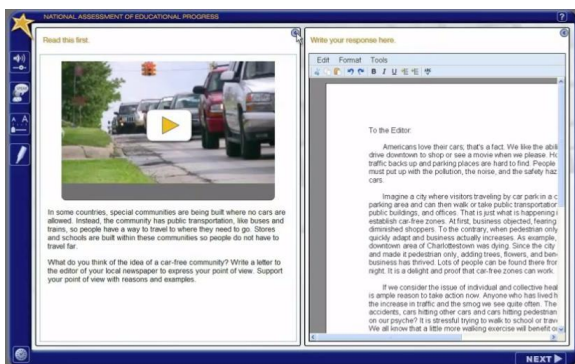 NATIONAL ASSESSMENT OF EDUCATIONAL PROGRESS
?
Read this first.
In some countries, special communities are being built where no cars are
allowed. Instead, the community has public transportation, like buses and
trains, so people have a way to travel to where they need to go. Stores
and schools are built within these communities so people do not have to
travel far.
What do you think of the idea of a car-free community? Write a letter to
the editor of your local newspaper to express your point of view. Support
your point of view with reasons and examples.
Write your response here.
Edit Format Tools
B I U
To the Editor:
Americans love their cars; that's a fact. We like the abili
drive downtown to shop or see a movie when we please. Ho
traffic backs up and parking places are hard to find. People
must put up with the pollution, the noise, and the safety haz
cars.
Imagine a city where visitors traveling by car park in a c
parking area and can then walk or take public transportation
public buildings, and offices. That is just what is happening i
establish car-free zones. At first, business objected, fearing
diminished shoppers. To the contrary, when pedestrian only
quickly adapt and business actually increases. As example,
downtown area of Charlottestown was dying. Since the city
and made it pedestrian only, adding trees, flowers, and ben
business has thrived. Lots of people can be found there fror
night. It is a delight and proof that car-free zones can work.
If we consider the issue of individual and collective heal
is ample reason to take action now. Anyone who has lived h
the increase in traffic and the smog we see quite often. The
accidents, cars hitting other cars and cars hitting pedestrian
on our psyche? It is stressful trying to walk to school or trave
We all know that a little more walking exercise will benefit ou
NEXT